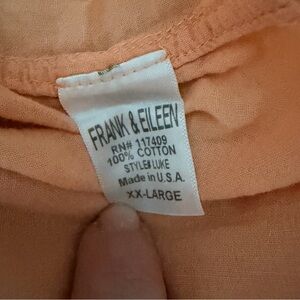 FRANK & EILEEN
RN# 117409
100% COTTON
STYLE# LUKE
Made in U.S.A.
XX-LARGE